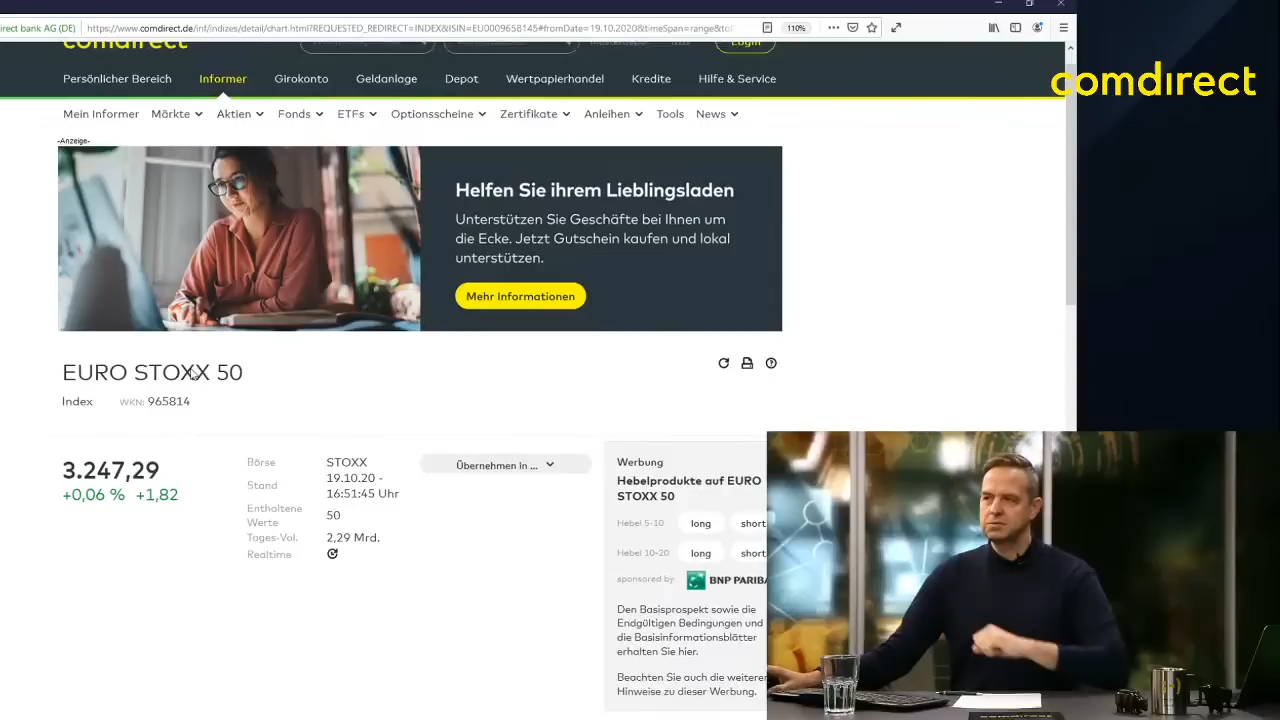 rect bank AG (DE)
https://www.comdirect.de/inf/indizes/detail/chart.html?REQUESTED_REDIRECT=INDEX&ISIN=EU0009658145#fromDate=19.10.2020&timeSpan=range&to
110%
comdirect
Login
Persönlicher Bereich Informer Girokonto Geldanlage Depot Wertpapierhandel Kredite Hilfe & Service
comdirect
Mein Informer Märkte Aktien Fonds ETFs Optionsscheine Zertifikate Anleihen Tools News
-Anzeige-
Helfen Sie ihrem Lieblingsladen
Unterstützen Sie Geschäfte bei Ihnen um
die Ecke. Jetzt Gutschein kaufen und lokal
unterstützen.
Mehr Informationen
EURO STOXX 50
Index WKN: 965814
3.247,29
+0,06 % +1,82
Börse STOXX
Stand 19.10.20 -
16:51:45 Uhr
Enthaltene
Werte 50
Tages-Vol. 2,29 Mrd.
Realtime
Übernehmen in ...
Werbung
Hebelprodukte auf EURO
STOXX 50
Hebel 5-10 long short
Hebel 10-20 long short
sponsored by BNP PARIBA
Den Basisprospekt sowie die
Endgültigen Bedingungen und
die Basisinformationsblätter
erhalten Sie hier.
Beachten Sie auch die weiteren
Hinweise zu dieser Werbung.